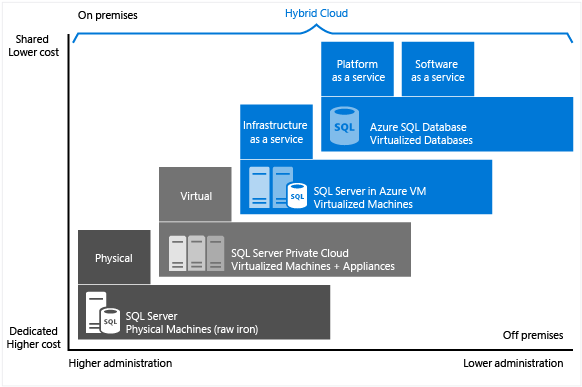 On premises
Hybrid Cloud
Shared
Lower cost
Platform
as a service
Software
as a service
SQL
Azure SQL Database
Virtualized Databases
Infrastructure
as a service
SQL
SQL Server in Azure VM
Virtualized Machines
Virtual
SQL Server Private Cloud
Virtualized Machines + Appliances
Physical
SQL
SQL Server
Physical Machines (raw iron)
Dedicated
Higher cost
Off premises
Higher administration
Lower administration